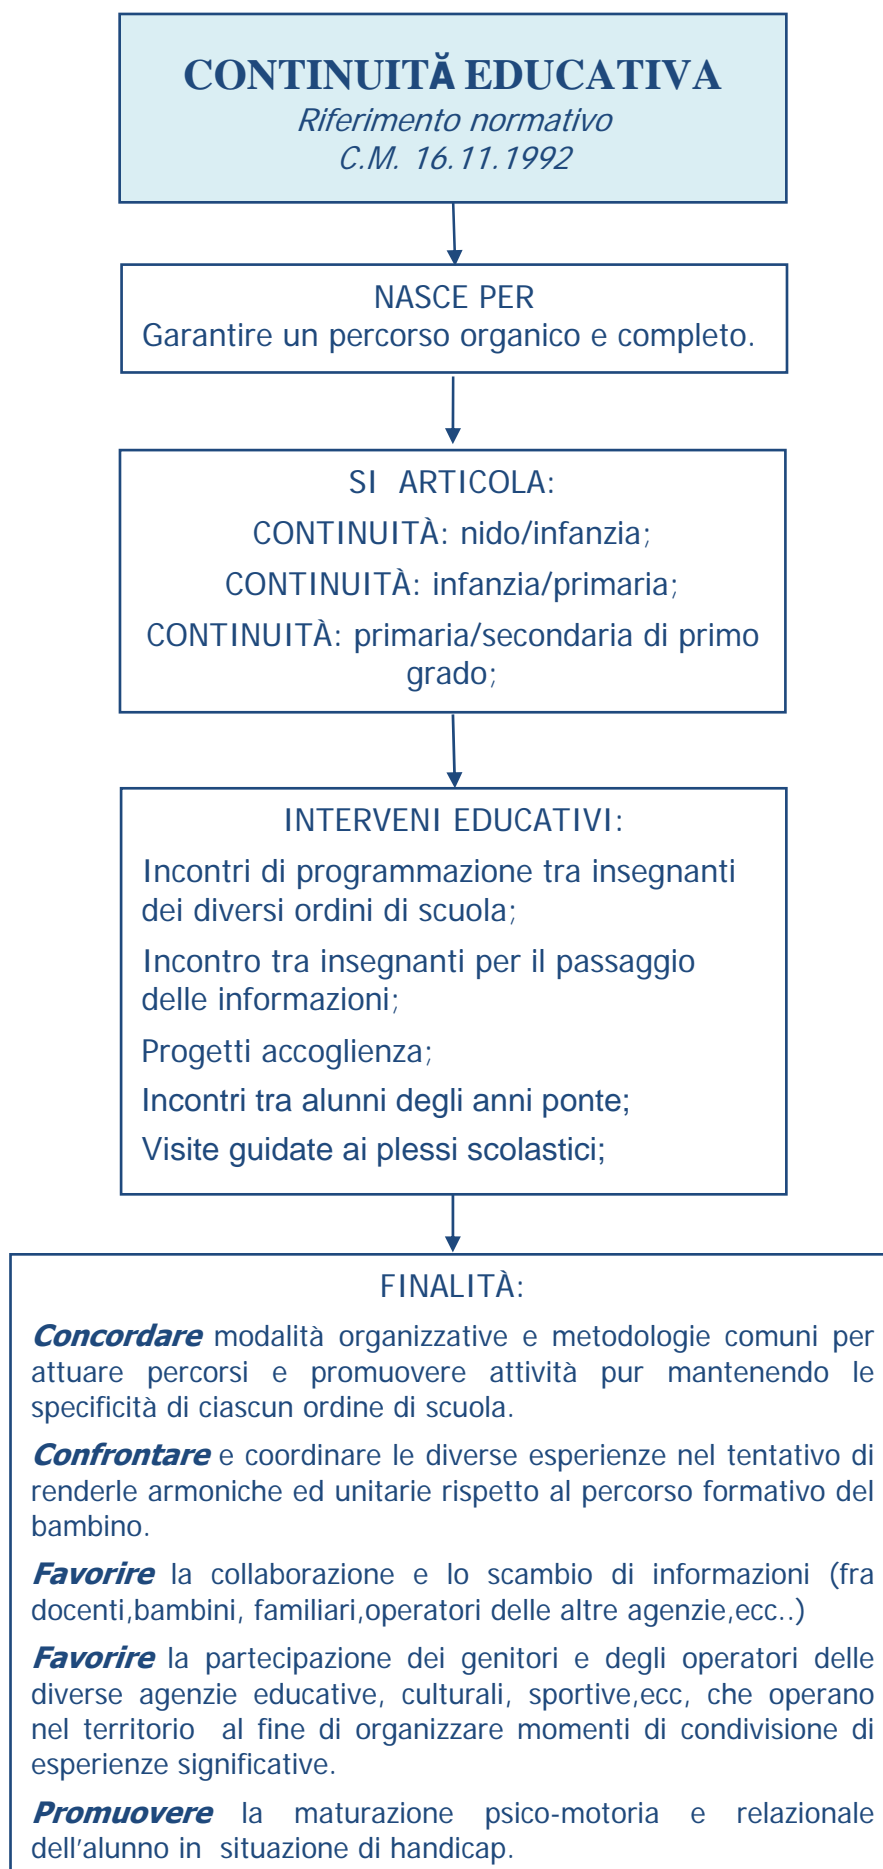 CONTINUITĂ EDUCATIVA
Riferimento normativo
C.M. 16.11.1992
NASCE PER
Garantire un percorso organico e completo.
SI ARTICOLA:
CONTINUITÀ: nido/infanzia;
CONTINUITÀ: infanzia/primaria;
CONTINUITÀ: primaria/secondaria di primo
grado;
INTERVENI EDUCATIVI:
Incontri di programmazione tra insegnanti
dei diversi ordini di scuola;
Incontro tra insegnanti per il passaggio
delle informazioni;
Progetti accoglienza;
Incontri tra alunni degli anni ponte;
Visite guidate ai plessi scolastici;
FINALITÀ:
Concordare modalità organizzative e metodologie comuni per
attuare percorsi e promuovere attività pur mantenendo le
specificità di ciascun ordine di scuola.
Confrontare e coordinare le diverse esperienze nel tentativo di
renderle armoniche ed unitarie rispetto al percorso formativo del
bambino.
Favorire la collaborazione e lo scambio di informazioni (fra
docenti,bambini, familiari,operatori delle altre agenzie,ecc..)
Favorire la partecipazione dei genitori e degli operatori delle
diverse agenzie educative, culturali, sportive,ecc, che operano
nel territorio al fine di organizzare momenti di condivisione di
esperienze significative.
Promuovere la maturazione psico-motoria e relazionale
dell'alunno in situazione di handicap.